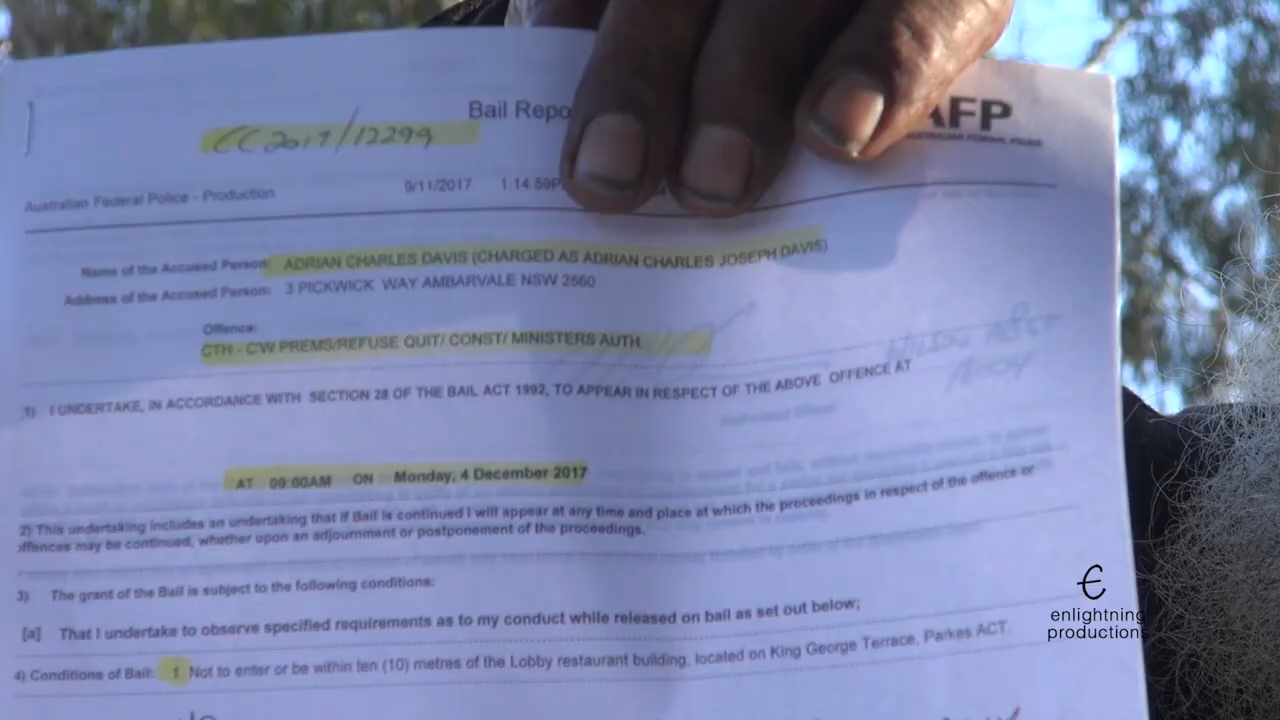 Bail Repo
AFP
CC2017/12299
AUSTRALIAN FEDERAL POLICE
Australian Federal Police - Production 9/11/2017 1:14:59P
Name of the Accused Person: ADRIAN CHARLES DAVIS (CHARGED AS ADRIAN CHARLES JOSEPH DAVIS)
Address of the Accused Person: 3 PICKWICK WAY AMBARVALE NSW 2560
Offence:
CTH - CW PREMS/REFUSE QUIT/ CONST/ MINISTERS AUTH
1) I UNDERTAKE, IN ACCORDANCE WITH SECTION 28 OF THE BAIL ACT 1992, TO APPEAR IN RESPECT OF THE ABOVE OFFENCE AT
AT 09:00AM ON Monday, 4 December 2017
2) This undertaking includes an undertaking that if Bail is continued I will appear at any time and place at which the proceedings in respect of the offence or
offences may be continued, whether upon an adjournment or postponement of the proceedings.
3) The grant of the Bail is subject to the following conditions:
[a] That I undertake to observe specified requirements as to my conduct while released on bail as set out below;
4) Conditions of Bail: 1 Not to enter or be within ten (10) metres of the Lobby restaurant building, located on King George Terrace, Parkes ACT.
enlightning
productions